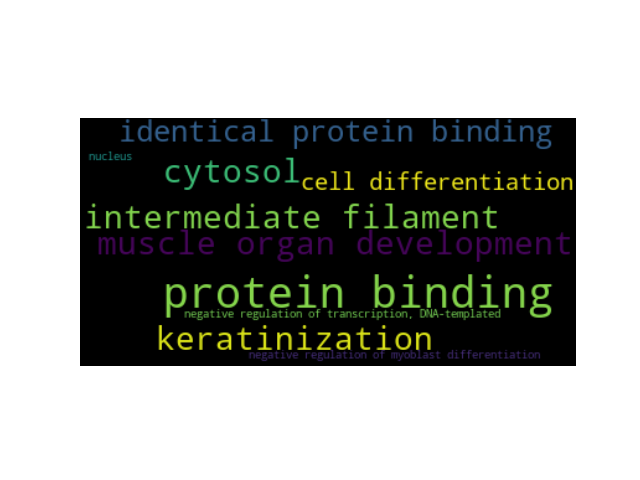 identical protein binding
nucleus
cytosol
cell differentiation
intermediate filament
muscle organ development
protein binding
negative regulation of transcription, DNA-templated
keratinization
negative regulation of myoblast differentiation